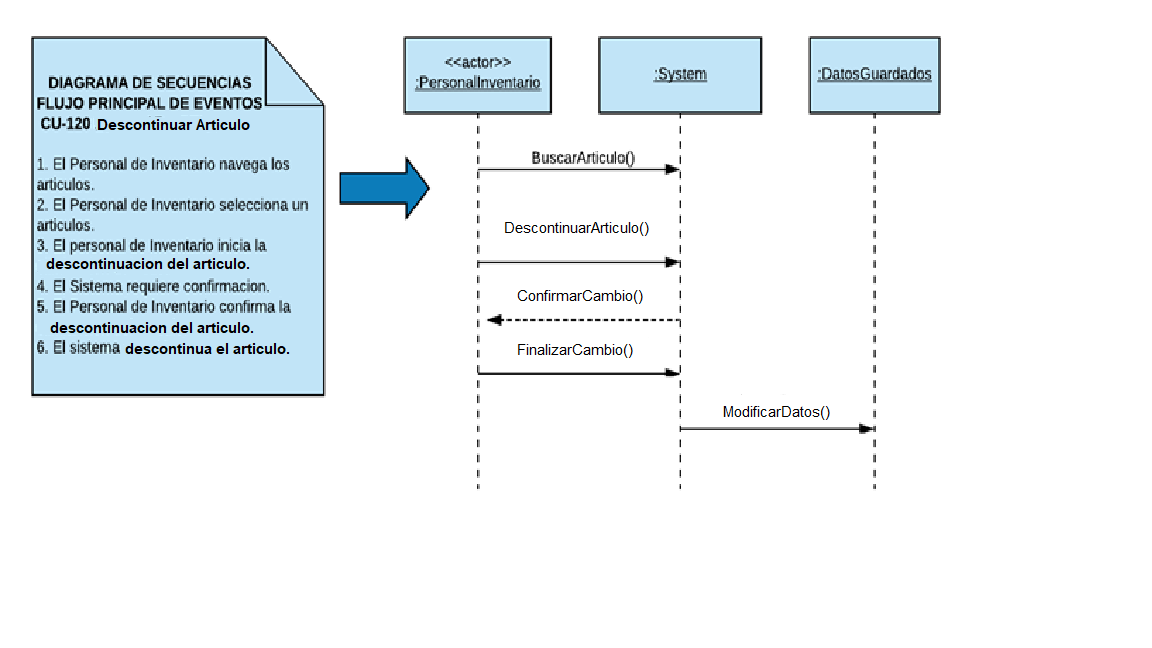 DIAGRAMA DE SECUENCIAS
FLUJO PRINCIPAL DE EVENTOS
CU-120 Descontinuar Articulo
1. El Personal de Inventario navega los
articulos.
2. El Personal de Inventario selecciona un
articulos.
3. El personal de Inventario inicia la
descontinuacion del articulo.
4. El Sistema requiere confirmacion.
5. El Personal de Inventario confirma la
descontinuacion del articulo.
6. El sistema descontinua el articulo.
<<actor>>
:PersonalInventario
:System
:DatosGuardados
BuscarArticulo()
DescontinuarArticulo()
ConfirmarCambio()
FinalizarCambio()
ModificarDatos()